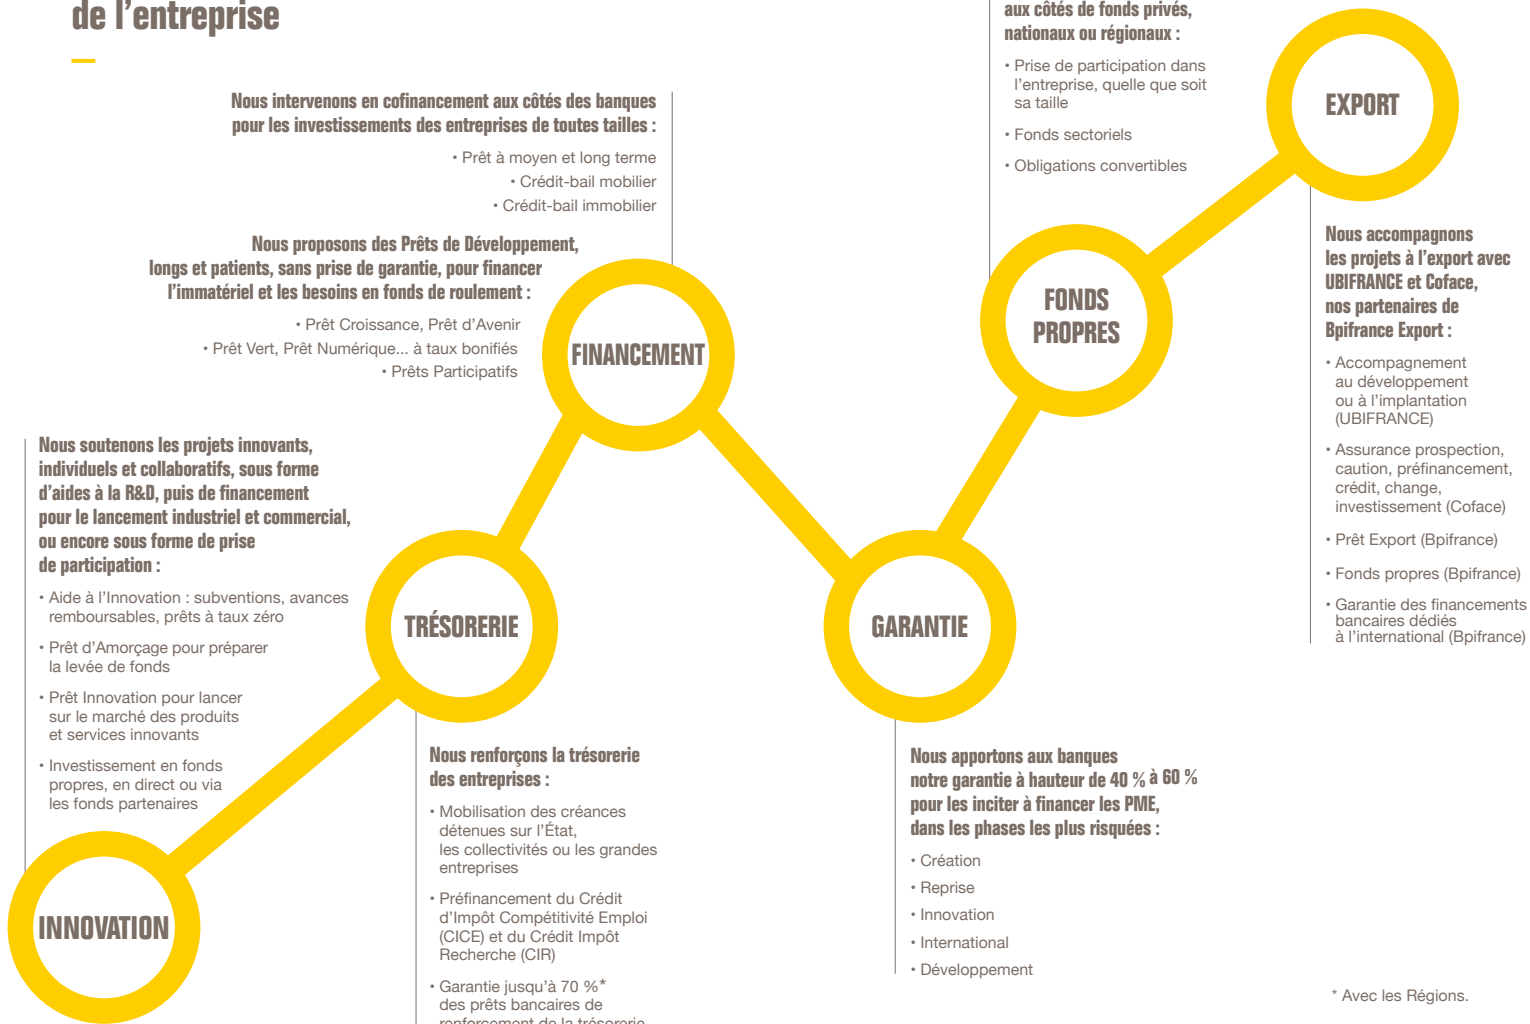 de l'entreprise
Nous intervenons en cofinancement aux côtés des banques
pour les investissements des entreprises de toutes tailles :
• Prêt à moyen et long terme
• Crédit-bail mobilier
• Crédit-bail immobilier
Nous proposons des Prêts de Développement,
longs et patients, sans prise de garantie, pour financer
l'immatériel et les besoins en fonds de roulement :
• Prêt Croissance, Prêt d'Avenir
• Prêt Vert, Prêt Numérique... à taux bonifiés
• Prêts Participatifs
FINANCEMENT
Nous soutenons les projets innovants,
individuels et collaboratifs, sous forme
d'aides à la R&D, puis de financement
pour le lancement industriel et commercial,
ou encore sous forme de prise
de participation :
• Aide à l'Innovation : subventions, avances
remboursables, prêts à taux zéro
• Prêt d'Amorçage pour préparer
la levée de fonds
• Prêt Innovation pour lancer
sur le marché des produits
et services innovants
• Investissement en fonds
propres, en direct ou via
les fonds partenaires
INNOVATION
TRÉSORERIE
Nous renforçons la trésorerie
des entreprises :
• Mobilisation des créances
détenues sur l'État,
les collectivités ou les grandes
entreprises
• Préfinancement du Crédit
d'Impôt Compétitivité Emploi
(CICE) et du Crédit Impôt
Recherche (CIR)
• Garantie jusqu'à 70 %*
des prêts bancaires de
renforcement de la trésorerie
GARANTIE
Nous apportons aux banques
notre garantie à hauteur de 40 % à 60 %
pour les inciter à financer les PME,
dans les phases les plus risquées :
• Création
• Reprise
• Innovation
• International
• Développement
aux côtés de fonds privés,
nationaux ou régionaux :
• Prise de participation dans
l'entreprise, quelle que soit
sa taille
• Fonds sectoriels
• Obligations convertibles
FONDS
PROPRES
EXPORT
Nous accompagnons
les projets à l'export avec
UBIFRANCE et Coface,
nos partenaires de
Bpifrance Export :
• Accompagnement
au développement
ou à l'implantation
(UBIFRANCE)
• Assurance prospection,
caution, préfinancement,
crédit, change,
investissement (Coface)
• Prêt Export (Bpifrance)
• Fonds propres (Bpifrance)
• Garantie des financements
bancaires dédiés
à l'international (Bpifrance)
* Avec les Régions.